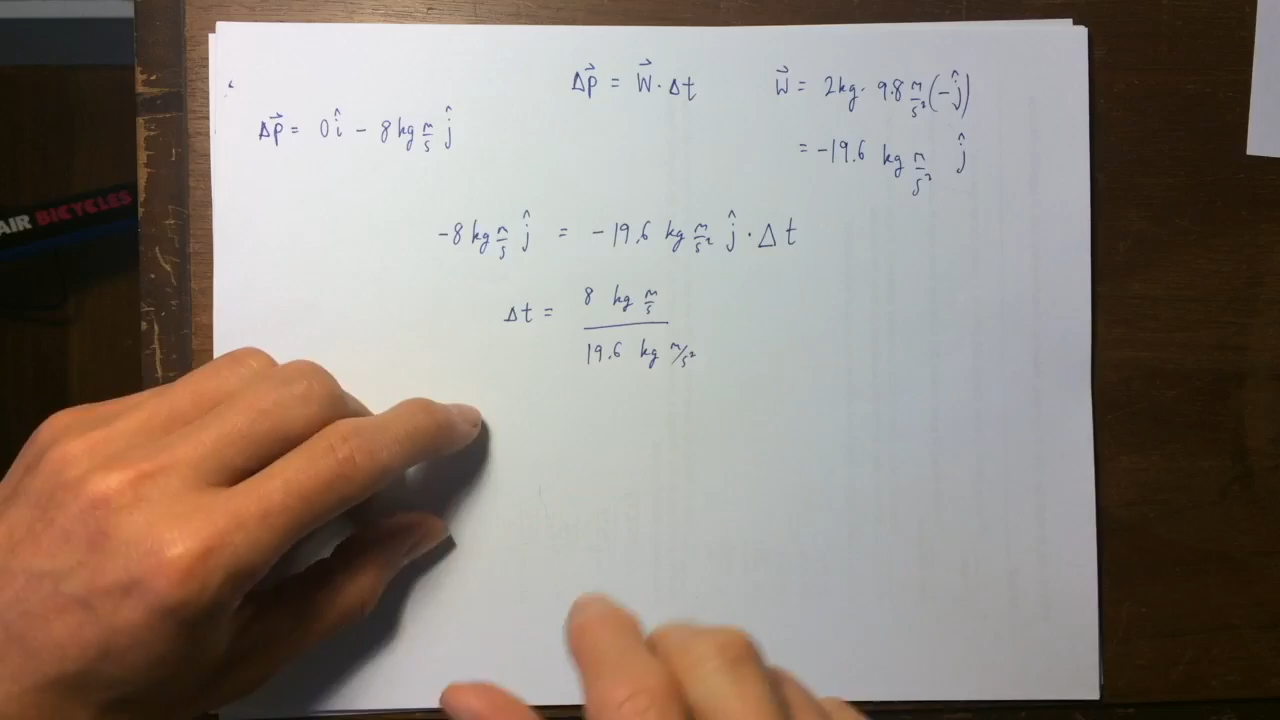 Δp⃗ = W⃗ · Δt
W⃗ = 2kg · 9.8 m/s² (-ĵ)
Δp⃗ = 0î - 8 kg m/s ĵ
= -19.6 kg m/s² ĵ
-8 kg m/s ĵ = -19.6 kg m/s² ĵ · Δt
Δt = 8 kg m/s / 19.6 kg m/s²
AIR BICYCLES